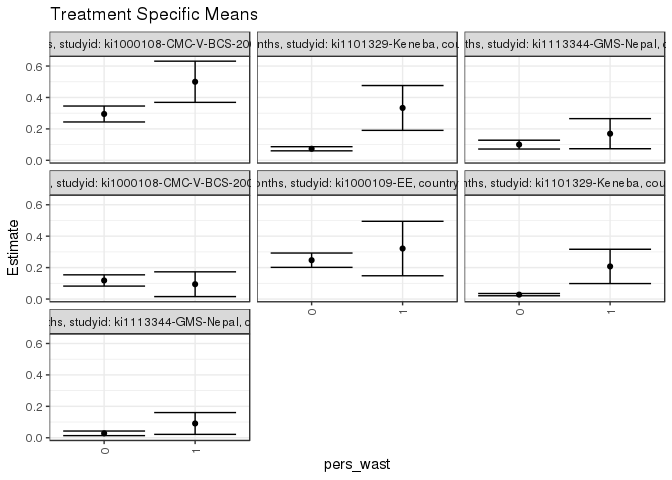 Treatment Specific Means
s, studyid: ki1000108-CMC-V-BCS-200
nths, studyid: ki1101329-Keneba, cou
nths, studyid: ki1113344-GMS-Nepal, c
0.6
0.4
0.2
0.0
, studyid: ki1000108-CMC-V-BCS-200
onths, studyid: ki1000109-EE, country
nths, studyid: ki1101329-Keneba, cou
0.6
0.4
0.2
0.0
0
1
0
1
ths, studyid: ki1113344-GMS-Nepal, c
0.6
0.4
0.2
0.0
0
1
Estimate
pers_wast